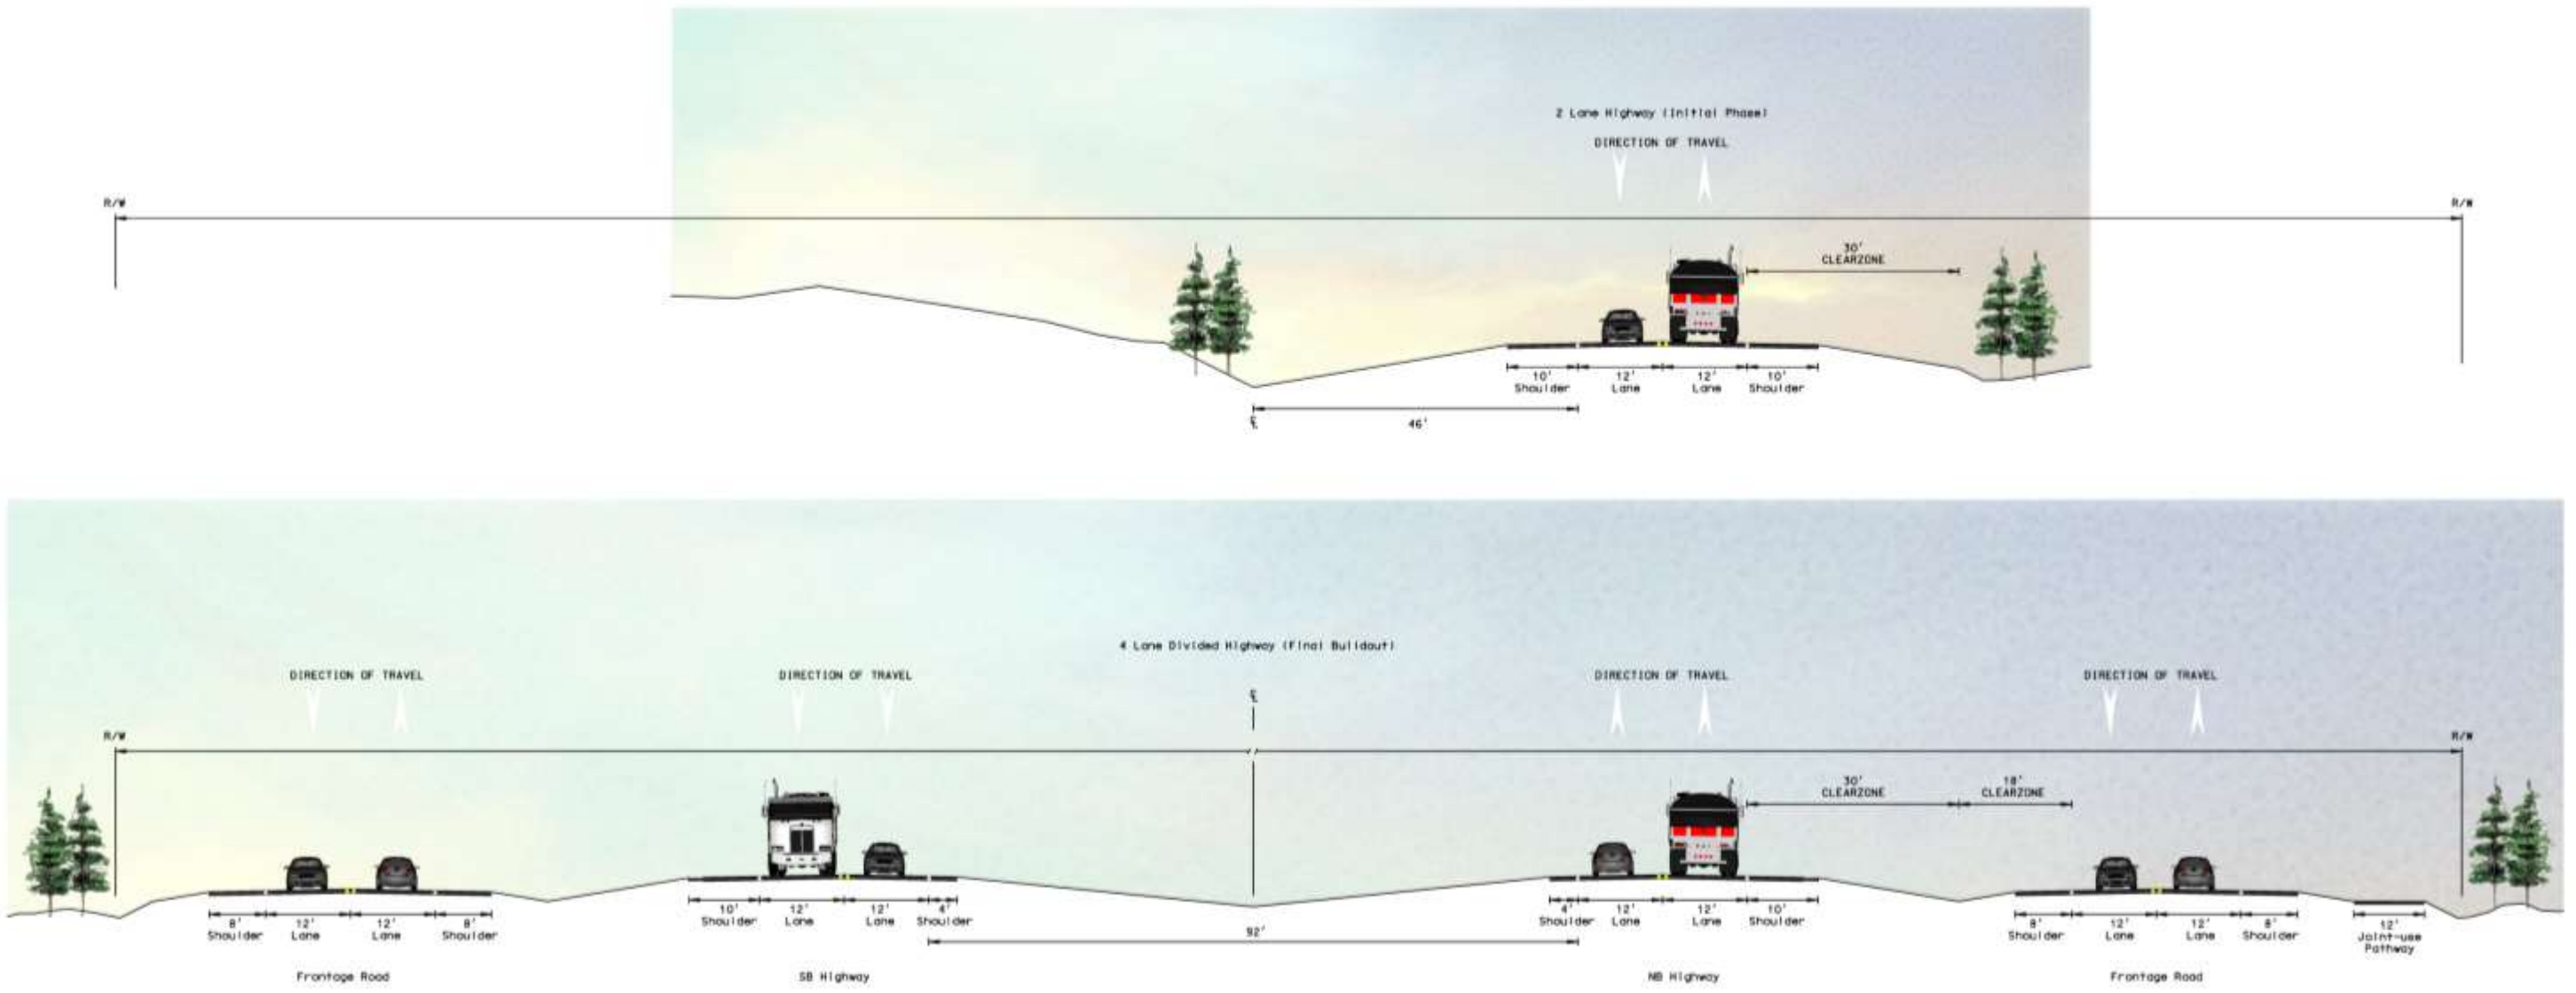 2 Lane Highway (Initial Phase)
DIRECTION OF TRAVEL
R/W
R/W
30'
CLEARZONE
10'
Shoulder
12'
Lane
12'
Lane
10'
Shoulder
℄
46'
4 Lane Divided Highway (Final Buildout)
DIRECTION OF TRAVEL
DIRECTION OF TRAVEL
DIRECTION OF TRAVEL
DIRECTION OF TRAVEL
℄
R/W
R/W
30'
CLEARZONE
18'
CLEARZONE
8'
Shoulder
12'
Lane
12'
Lane
8'
Shoulder
10'
Shoulder
12'
Lane
12'
Lane
4'
Shoulder
4'
Shoulder
12'
Lane
12'
Lane
10'
Shoulder
8'
Shoulder
12'
Lane
12'
Lane
8'
Shoulder
12'
Joint-use
Pathway
92'
Frontage Road
SB Highway
NB Highway
Frontage Road